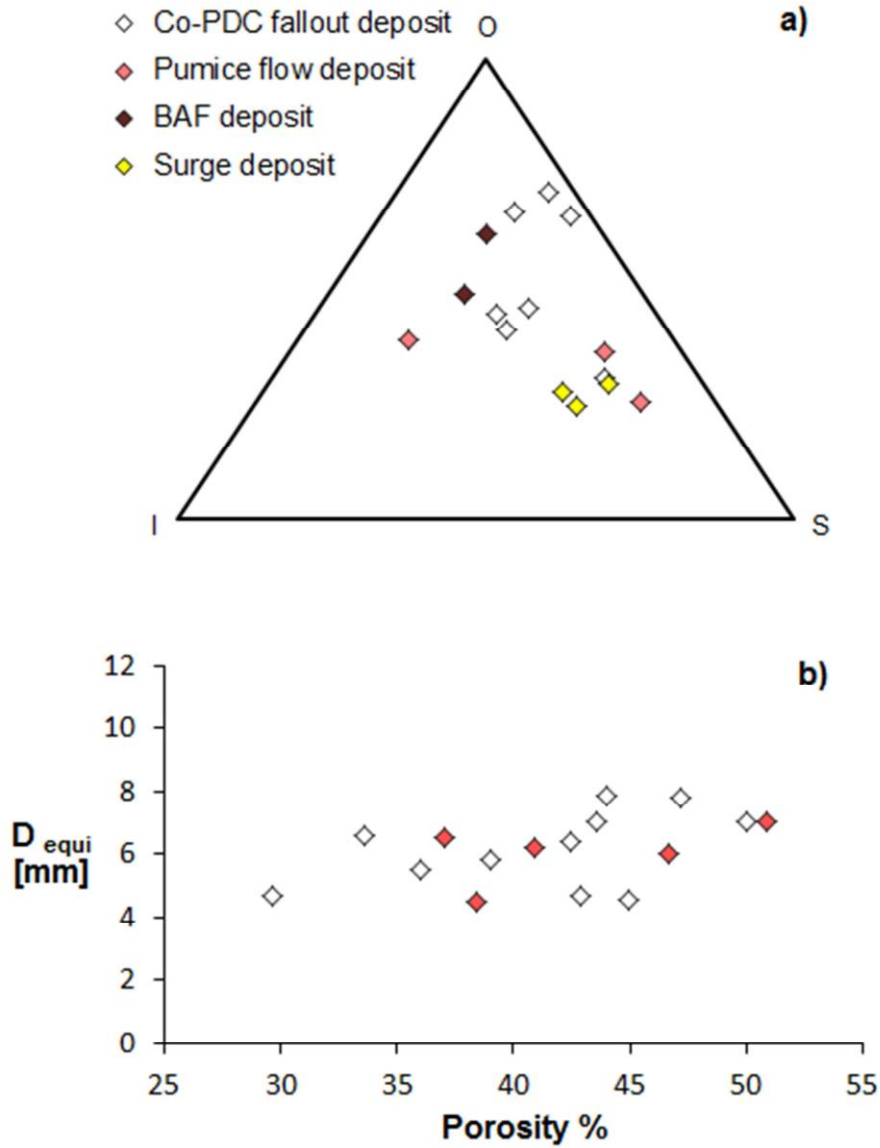 Co-PDC fallout deposit
O
a)
Pumice flow deposit
BAF deposit
Surge deposit
I
S
12
b)
10
8
D equi
[mm]
6
4
2
0
25 30 35 40 45 50 55
Porosity %